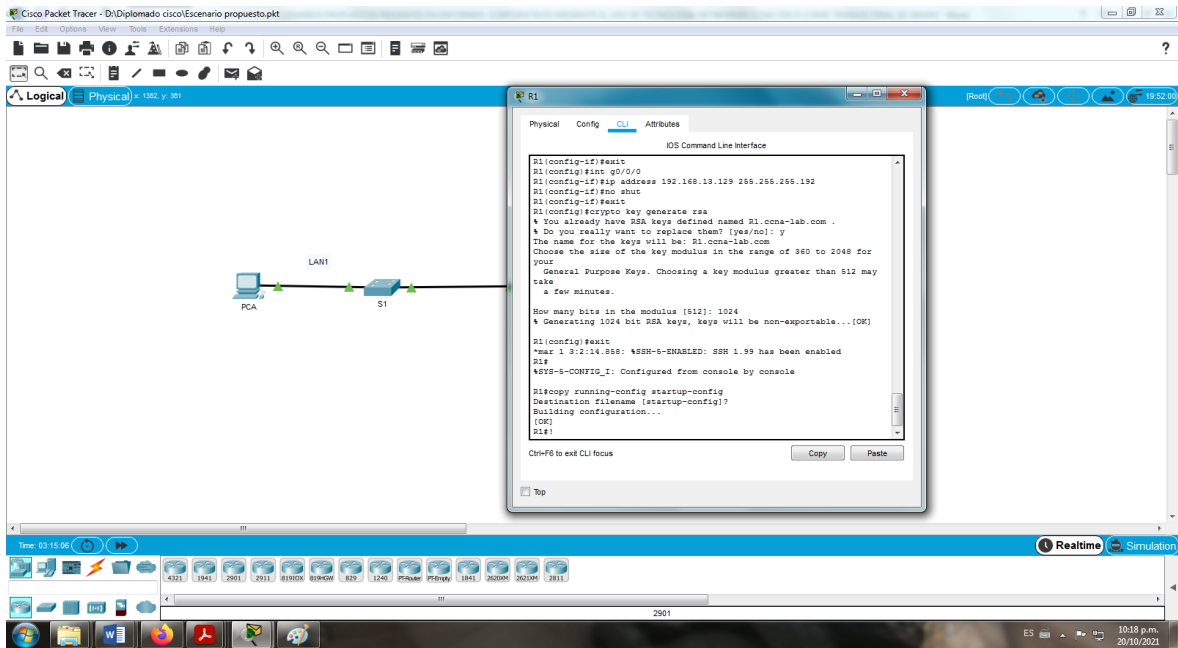 Cisco Packet Tracer - D:\Diplomado cisco\Escenario propuesto.pkt
File Edit Options View Tools Extensions Help
?
Logical Physical x: 1382, y: 381
[Root] 19:52:00
R1
Physical Config CLI Attributes
IOS Command Line Interface
R1(config-if)#exit
R1(config)#int g0/0/0
R1(config-if)#ip address 192.168.13.129 255.255.255.192
R1(config-if)#no shut
R1(config-if)#exit
R1(config)#crypto key generate rsa
% You already have RSA keys defined named R1.ccna-lab.com .
% Do you really want to replace them? [yes/no]: y
The name for the keys will be: R1.ccna-lab.com
Choose the size of the key modulus in the range of 360 to 2048 for
your
General Purpose Keys. Choosing a key modulus greater than 512 may
take
a few minutes.
How many bits in the modulus [512]: 1024
% Generating 1024 bit RSA keys, keys will be non-exportable...[OK]
R1(config)#exit
*mar 1 3:2:14.858: %SSH-5-ENABLED: SSH 1.99 has been enabled
R1#
%SYS-5-CONFIG_I: Configured from console by console
R1#copy running-config startup-config
Destination filename [startup-config]?
Building configuration...
[OK]
R1#!
Ctrl+F6 to exit CLI focus Copy Paste
Top
LAN1
PCA S1
Time: 03:15:06 Realtime Simulation
4321 1941 2901 2911 819IOX 819HGW 829 1240 PT-Router PT-Empty 1841 2620XM 2621XM 2811
2901
ES 10:18 p.m.
20/10/2021